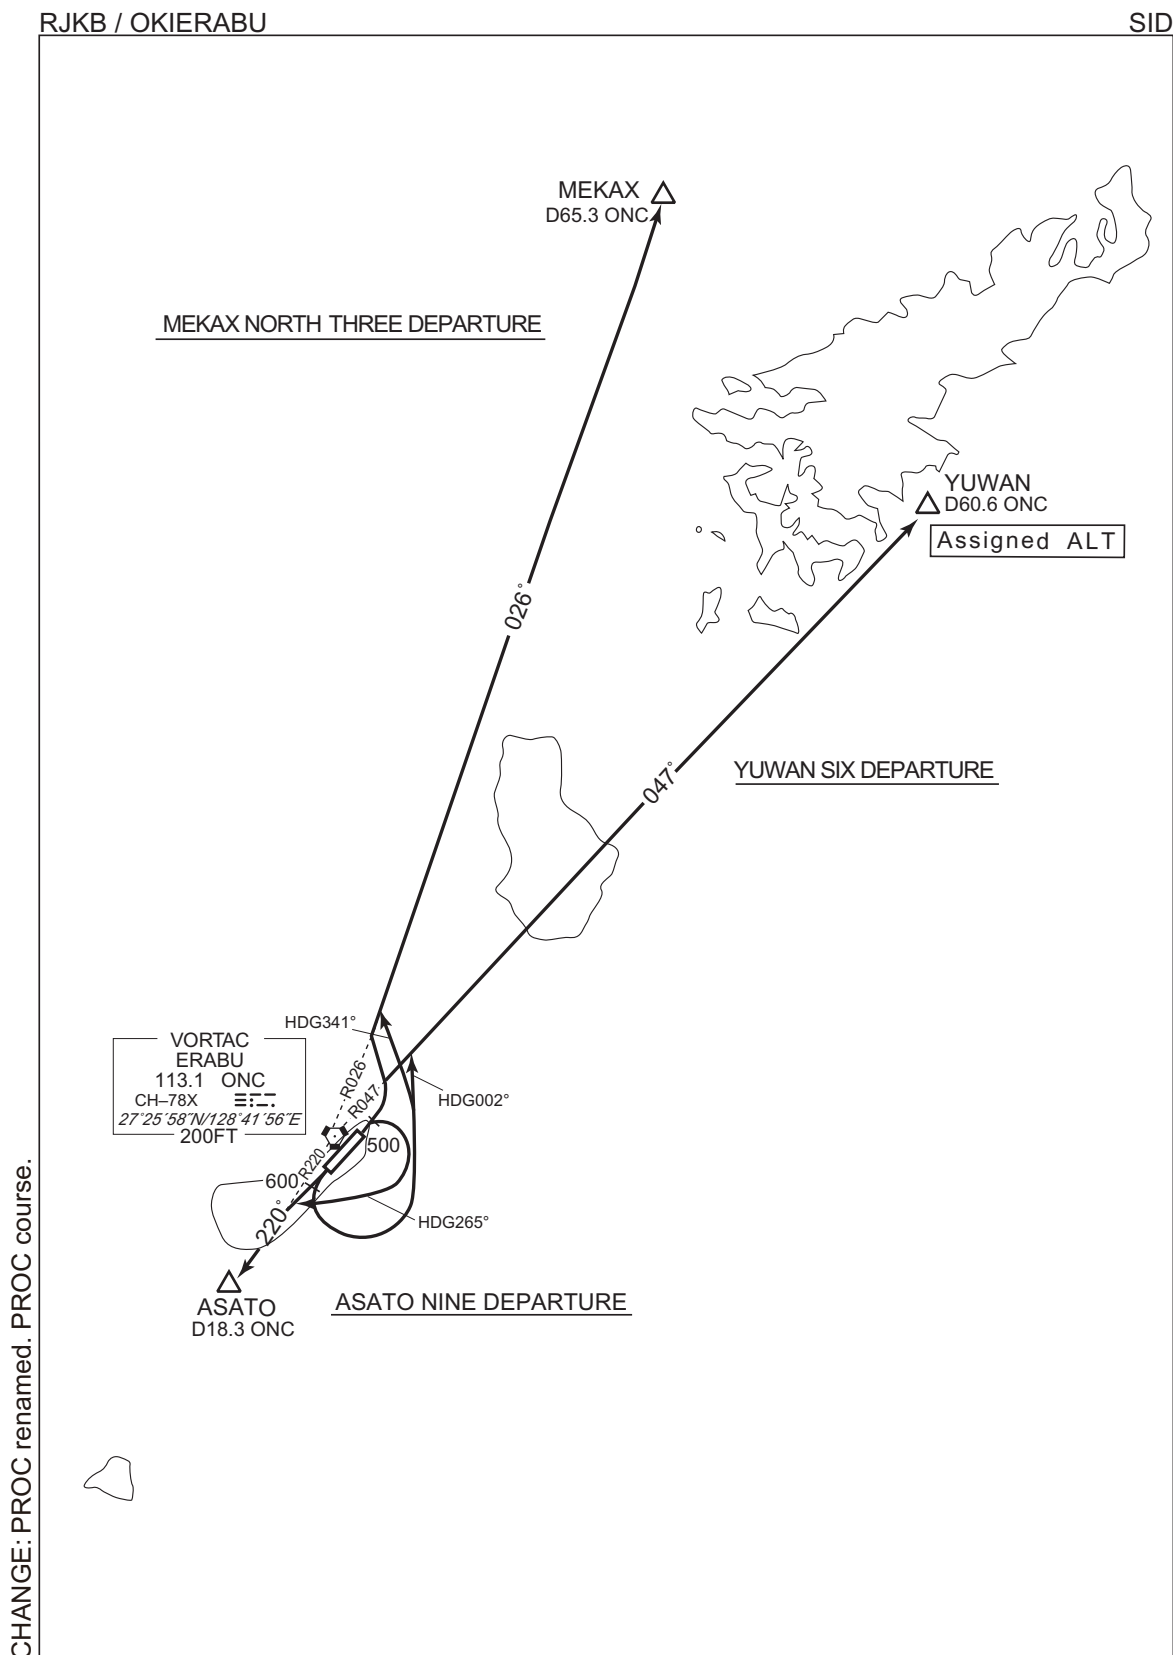 RJKB / OKIERABU
SID
MEKAX
D65.3 ONC
MEKAX NORTH THREE DEPARTURE
YUWAN
D60.6 ONC
Assigned ALT
026°
047°
YUWAN SIX DEPARTURE
HDG341°
VORTAC
ERABU
113.1 ONC
CH–78X
27°25′58″N/128°41′56″E
200FT
R026
R047
HDG002°
500
R220
600
220°
HDG265°
ASATO
D18.3 ONC
ASATO NINE DEPARTURE
CHANGE: PROC renamed. PROC course.